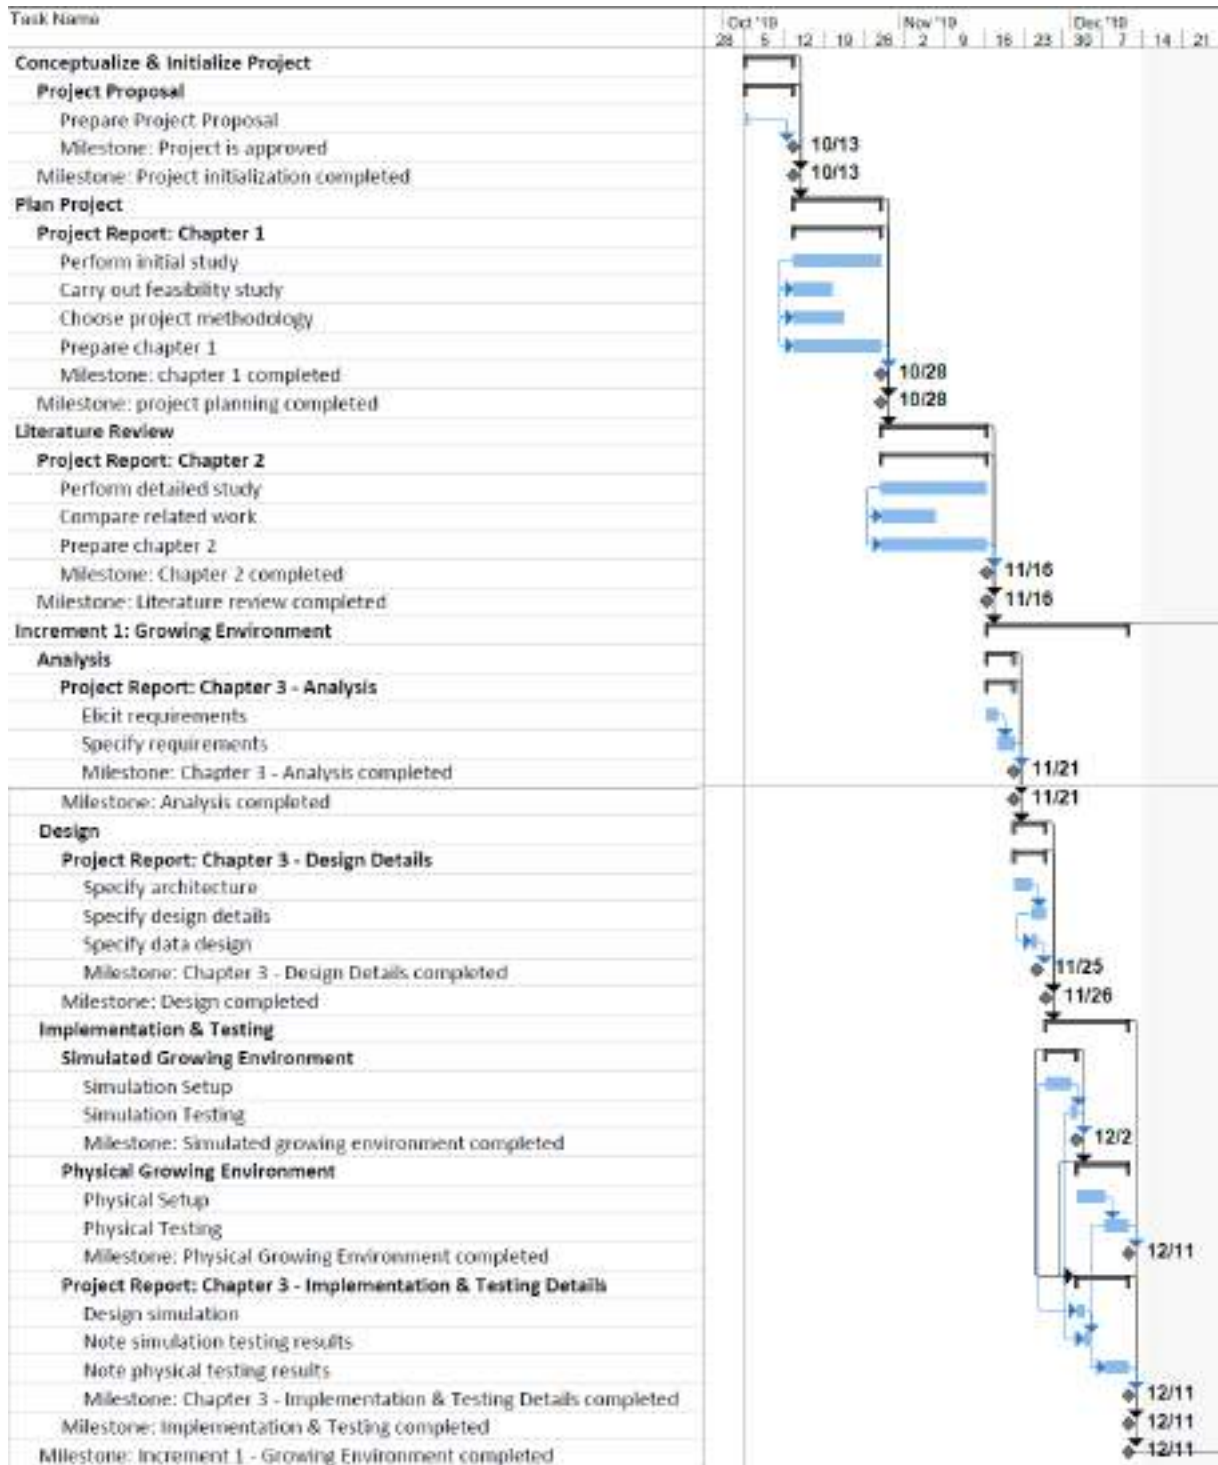 Task Name
Oct '19 Nov '19 Dec '19
28 5 12 19 26 2 9 16 23 30 7 14 21
Conceptualize & Initialize Project
Project Proposal
Prepare Project Proposal
Milestone: Project is approved 10/13
Milestone: Project initialization completed 10/13
Plan Project
Project Report: Chapter 1
Perform initial study
Carry out feasibility study
Choose project methodology
Prepare chapter 1
Milestone: chapter 1 completed 10/28
Milestone: project planning completed 10/28
Literature Review
Project Report: Chapter 2
Perform detailed study
Compare related work
Prepare chapter 2
Milestone: Chapter 2 completed 11/16
Milestone: Literature review completed 11/16
Increment 1: Growing Environment
Analysis
Project Report: Chapter 3 - Analysis
Elicit requirements
Specify requirements
Milestone: Chapter 3 - Analysis completed 11/21
Milestone: Analysis completed 11/21
Design
Project Report: Chapter 3 - Design Details
Specify architecture
Specify design details
Specify data design
Milestone: Chapter 3 - Design Details completed 11/25
Milestone: Design completed 11/26
Implementation & Testing
Simulated Growing Environment
Simulation Setup
Simulation Testing
Milestone: Simulated growing environment completed 12/2
Physical Growing Environment
Physical Setup
Physical Testing
Milestone: Physical Growing Environment completed 12/11
Project Report: Chapter 3 - Implementation & Testing Details
Design simulation
Note simulation testing results
Note physical testing results
Milestone: Chapter 3 - Implementation & Testing Details completed 12/11
Milestone: Implementation & Testing completed 12/11
Milestone: Increment 1 - Growing Environment completed 12/11